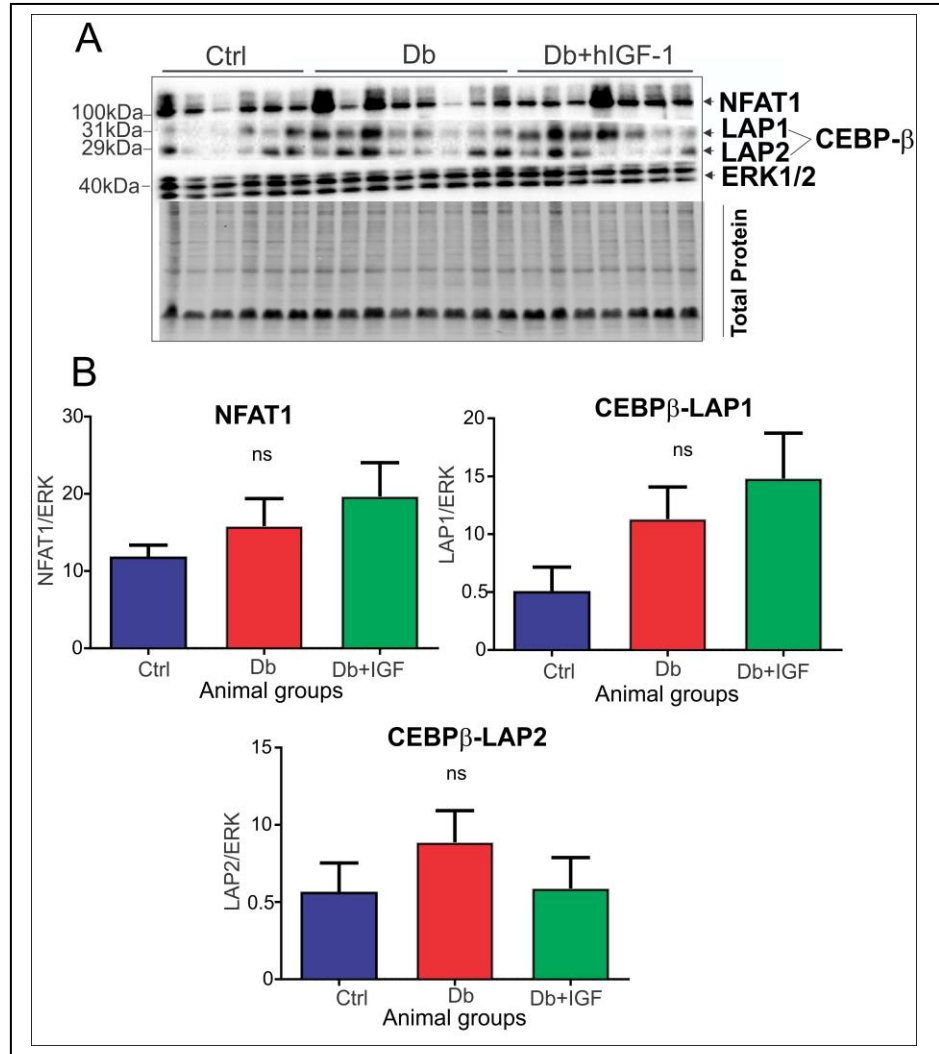 A
Ctrl Db Db+hIGF-1
100kDa NFAT1
31kDa LAP1
CEBP-β
29kDa LAP2
40kDa ERK1/2
Total Protein
B
NFAT1
30
20
10
0
NFAT1/ERK
ns
Ctrl Db Db+IGF
Animal groups
CEBPβ-LAP1
20
15
10
0.5
0
LAP1/ERK
ns
Ctrl Db Db+IGF
Animal groups
CEBPβ-LAP2
15
10
0.5
0
LAP2/ERK
ns
Ctrl Db Db+IGF
Animal groups